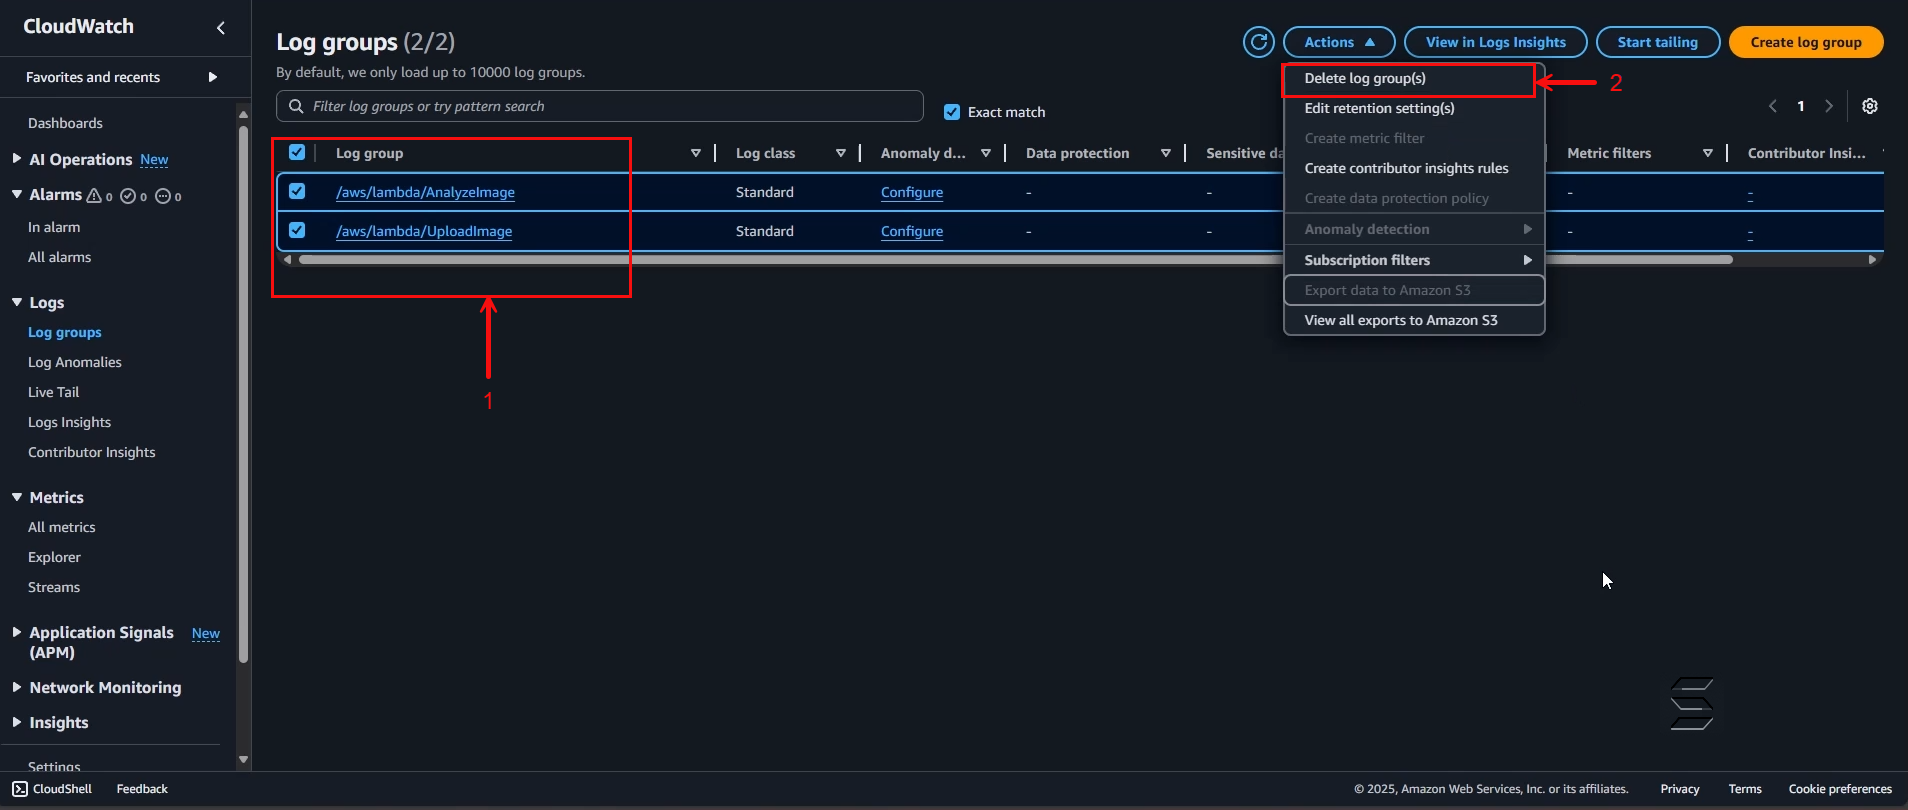 CloudWatch
Favorites and recents
Dashboards
AI Operations New
Alarms 0 0 0
In alarm
All alarms
Logs
Log groups
Log Anomalies
Live Tail
Logs Insights
Contributor Insights
Metrics
All metrics
Explorer
Streams
Application Signals New
(APM)
Network Monitoring
Insights
Settings
Log groups (2/2)
By default, we only load up to 10000 log groups.
Filter log groups or try pattern search
Exact match
Actions
View in Logs Insights
Start tailing
Create log group
Delete log group(s)
2
Edit retention setting(s)
Create metric filter
Create contributor insights rules
Create data protection policy
Anomaly detection
Subscription filters
Export data to Amazon S3
View all exports to Amazon S3
1
Log group Log class Anomaly d... Data protection Sensitive da Metric filters Contributor Insi...
/aws/lambda/AnalyzeImage Standard Configure - - - -
/aws/lambda/UploadImage Standard Configure - - - -
1
CloudShell Feedback © 2025, Amazon Web Services, Inc. or its affiliates. Privacy Terms Cookie preferences